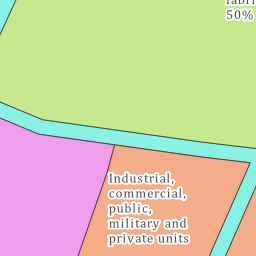 50%
Industrial,
commercial,
public,
military and
private units